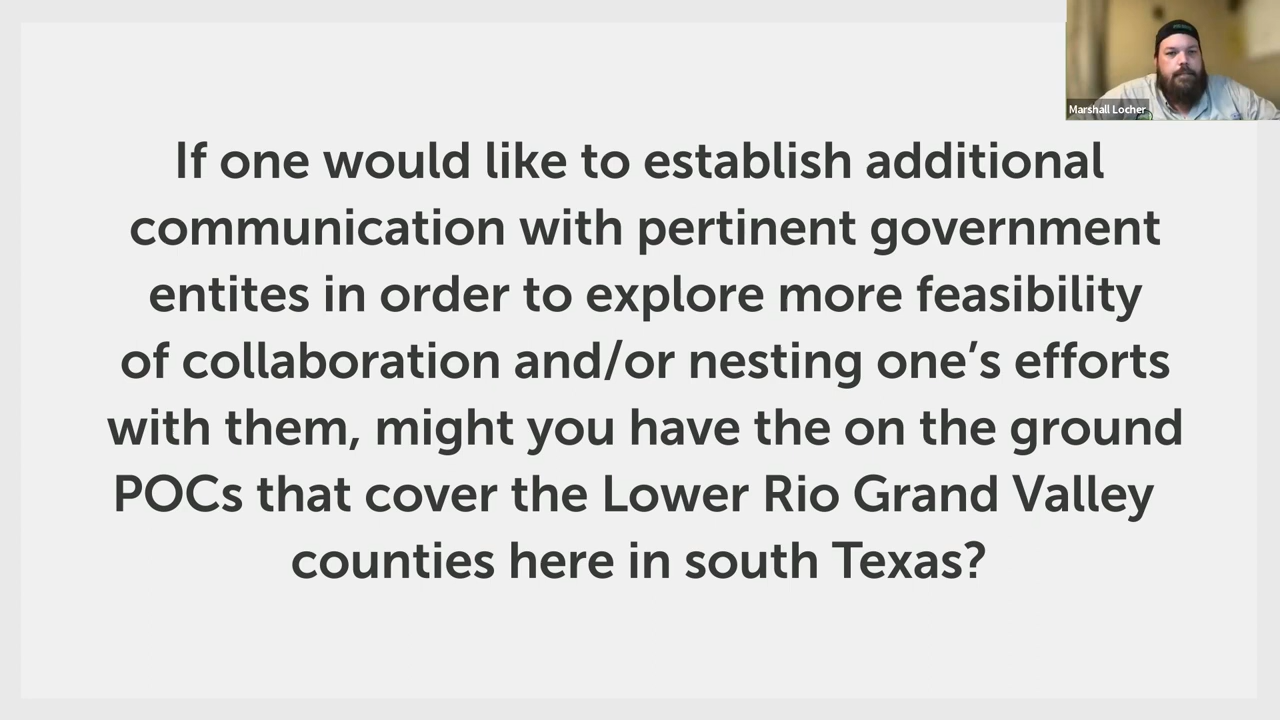 Marshall Locher
If one would like to establish additional
communication with pertinent government
entites in order to explore more feasibility
of collaboration and/or nesting one’s efforts
with them, might you have the on the ground
POCs that cover the Lower Rio Grand Valley
counties here in south Texas?